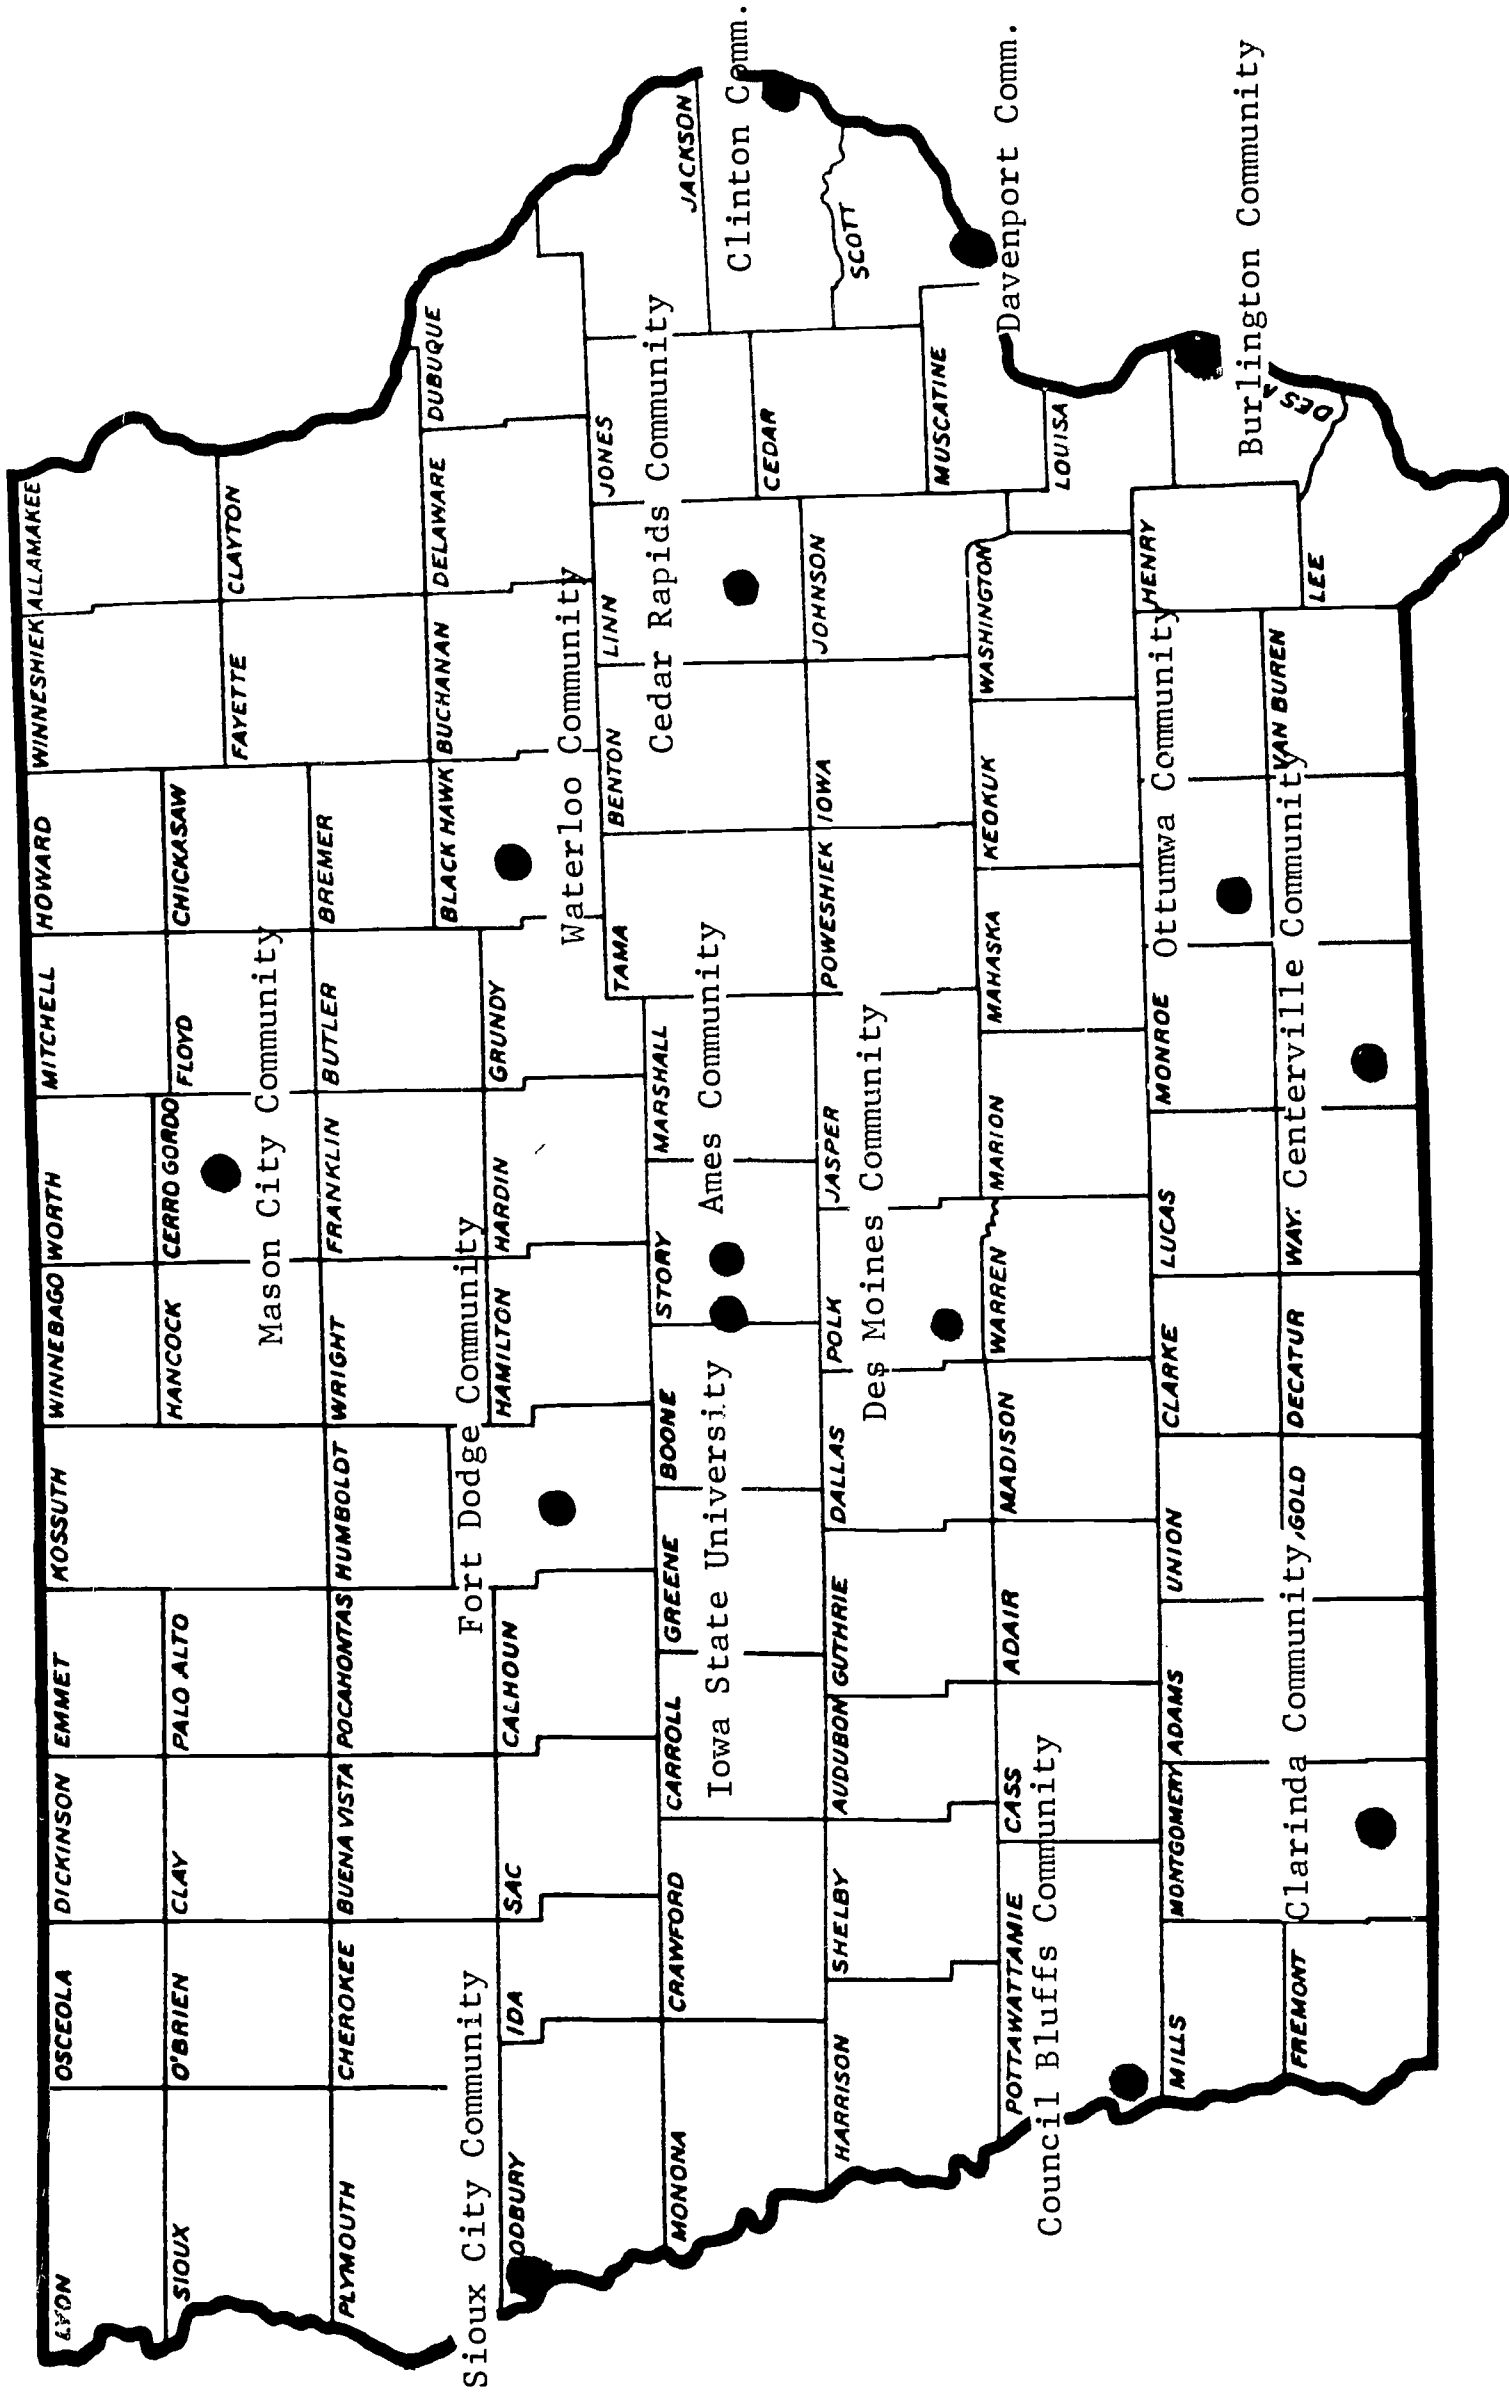 LYON
OSCEOLA
DICKINSON
EMMET
KOSSUTH
WINNEBAGO
WORTH
MITCHELL
HOWARD
WINNESHIEK
ALLAMAKEE
SIOUX
O'BRIEN
CLAY
PALO ALTO
HANCOCK
CERRO GORDO
FLOYD
CHICKASAW
FAYETTE
CLAYTON
Mason City Community
PLYMOUTH
CHEROKEE
BUENA VISTA
POCAHONTAS
HUMBOLDT
WRIGHT
FRANKLIN
BUTLER
BREMER
BLACK HAWK
BUCHANAN
DELAWARE
DUBUQUE
Sioux City Community
Fort Dodge Community
ODBURY
IDA
SAC
CALHOUN
HAMILTON
HARDIN
GRUNDY
Waterloo Community
TAMA
BENTON
LINN
JONES
JACKSON
MONONA
CRAWFORD
CARROLL
GREENE
BOONE
STORY
MARSHALL
Cedar Rapids Community
Iowa State University
Ames Community
Clinton Comm.
CEDAR
HARRISON
SHELBY
AUDUBON
GUTHRIE
DALLAS
POLK
JASPER
POWESHIEK
IOWA
JOHNSON
SCOTT
Des Moines Community
MUSCATINE
POTTAWATTAMIE
CASS
ADAIR
MADISON
WARREN
MARION
MAHASKA
KEOKUK
WASHINGTON
Davenport Comm.
Council Bluffs Community
LOUISA
MILLS
MONTGOMERY
ADAMS
UNION
CLARKE
LUCAS
MONROE
Ottumwa Community
HENRY
Burlington Community
FREMONT
Clarinda Community
GOLD
DECATUR
WAY
Centerville Community
VAN BUREN
LEE
DES